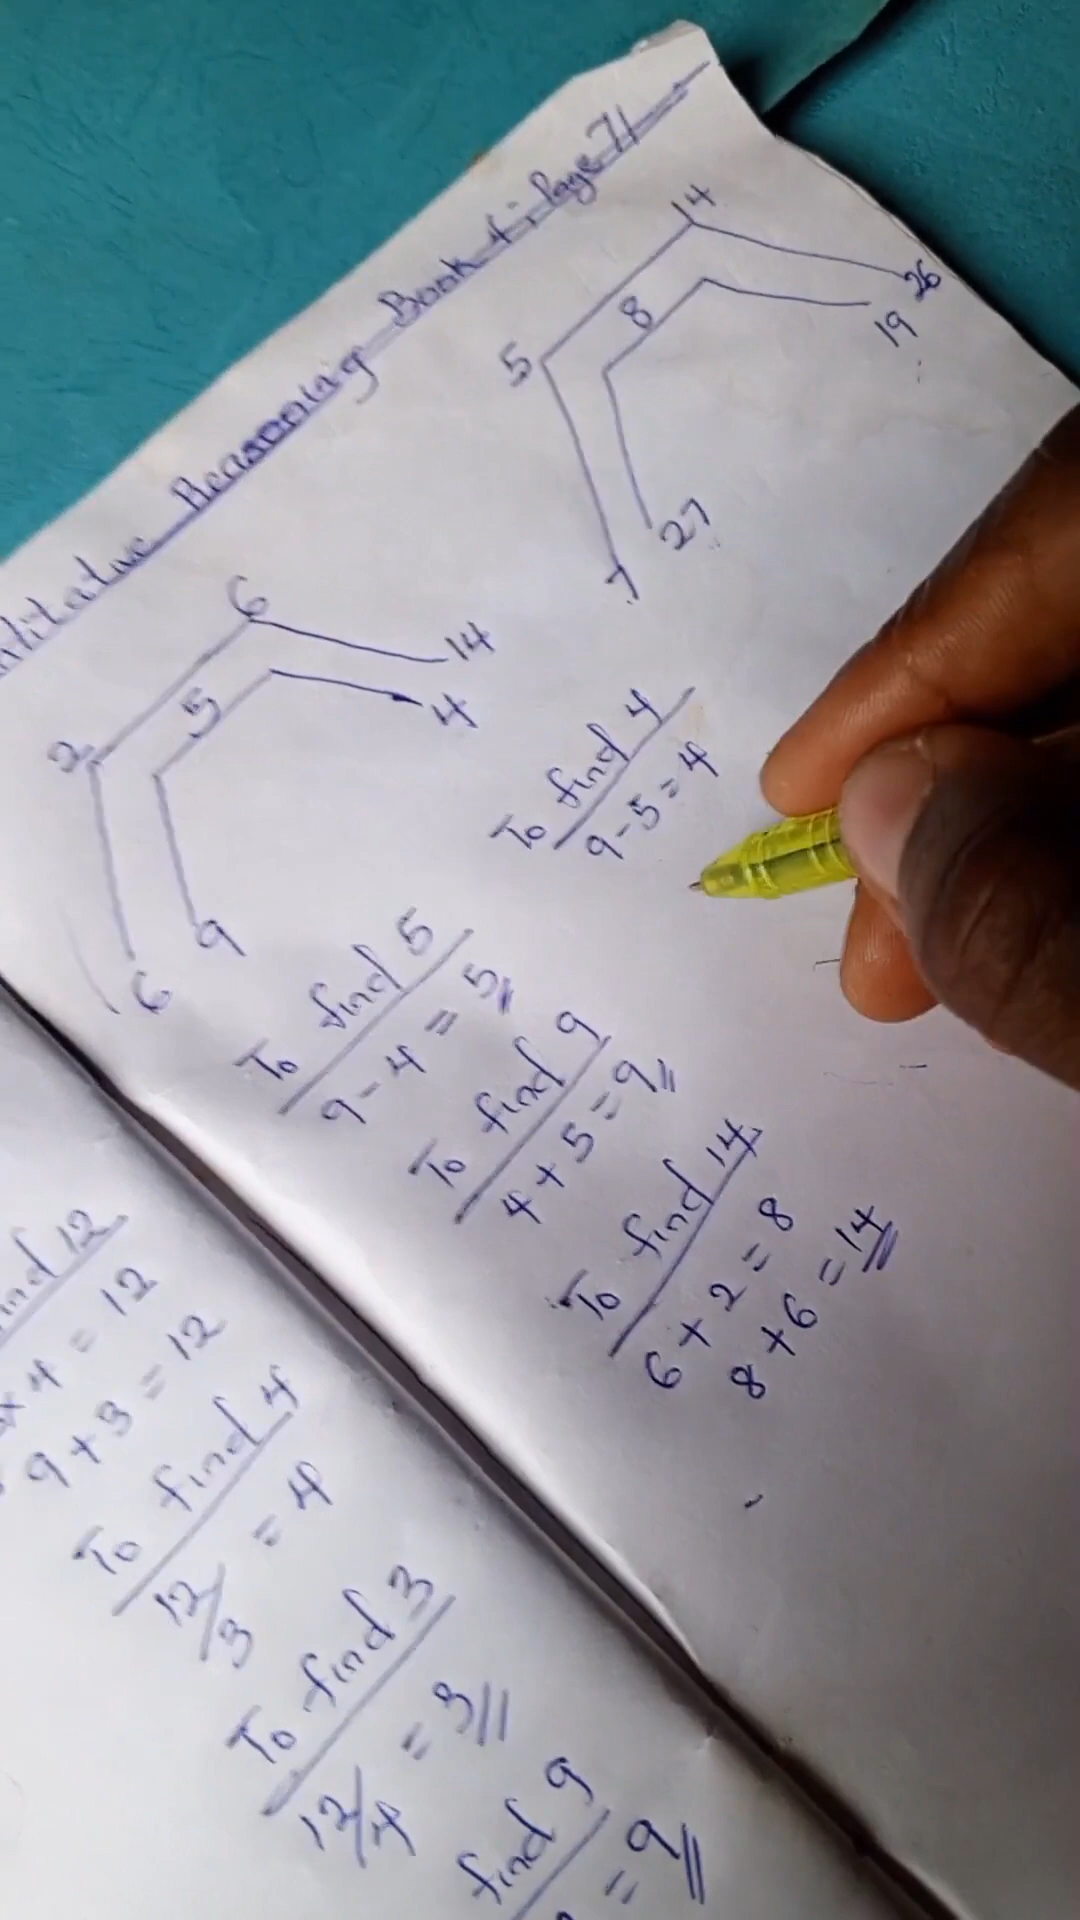 Reasoning Book 4, Page 71
14
26
5
8
19
7
27
6
14
2
5
4
6
9
To find 4
9 - 5 = 4
To find 5
9 - 4 = 5
To find 9
4 + 5 = 9
To find 14
6 + 2 = 8
8 + 6 = 14
find 12
x 4 = 12
9 + 3 = 12
To find 4
12/3 = 4
To find 3
12/4 = 3
find 9
= 9